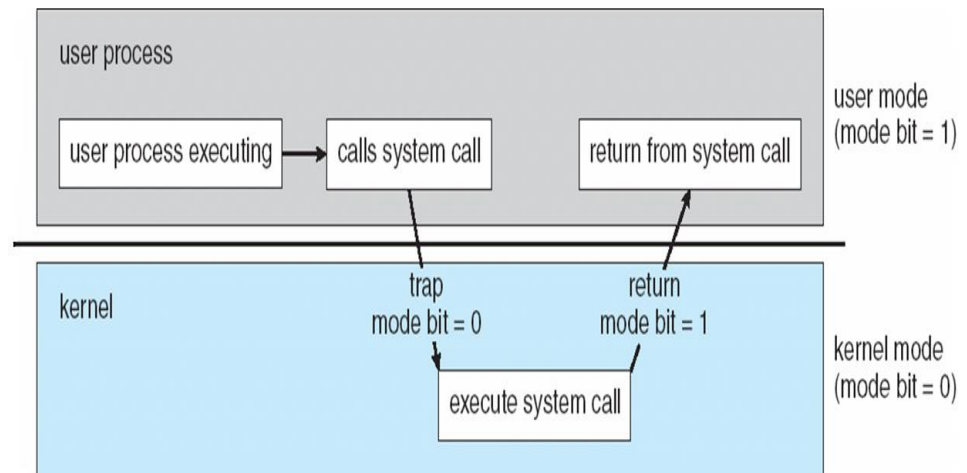 user process
user process executing
calls system call
return from system call
user mode
(mode bit = 1)
kernel
trap
mode bit = 0
return
mode bit = 1
execute system call
kernel mode
(mode bit = 0)